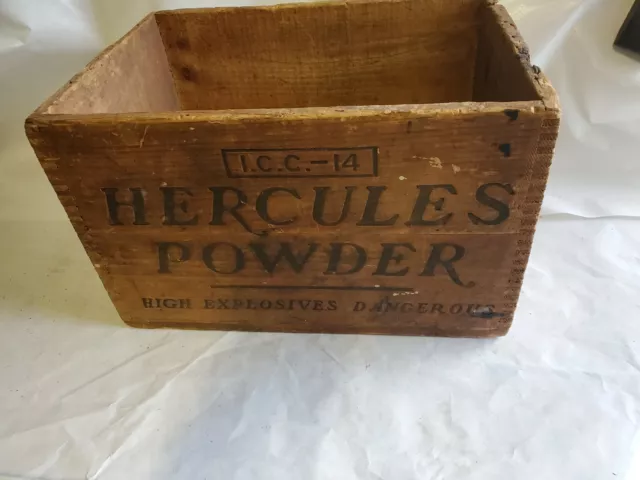 I.C.C.-14
HERCULES
POWDER
HIGH EXPLOSIVES DANGEROUS